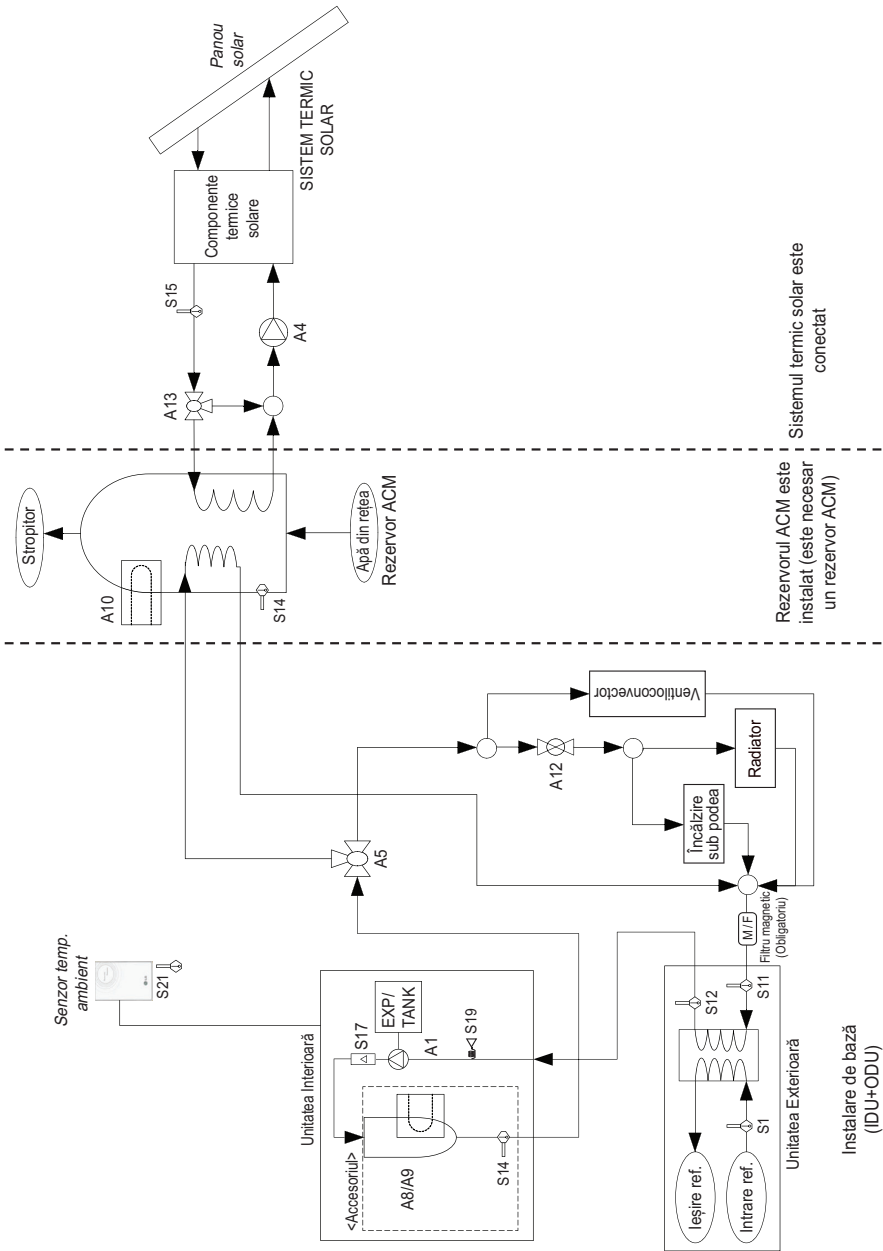 Senzor temp.
ambient
S21
Unitatea Interioară
<Accesoriul>
A8/A9
S14
S17
EXP/
TANK
A1
S19
Unitatea Exterioară
Ieșire ref.
Intrare ref.
S1
S12
S11
M / F
Filtru magnetic
(Obligatoriu)
A5
A12
Încălzire
sub podea
Radiator
Ventiloconvector
Instalare de bază
(IDU+ODU)
Stropitor
A10
S14
Apă din rețea
Rezervor ACM
Rezervorul ACM este
instalat (este necesar
un rezervor ACM)
A13
S15
A4
Componente
termice
solare
Panou
solar
SISTEM TERMIC
SOLAR
Sistemul termic solar este
conectat